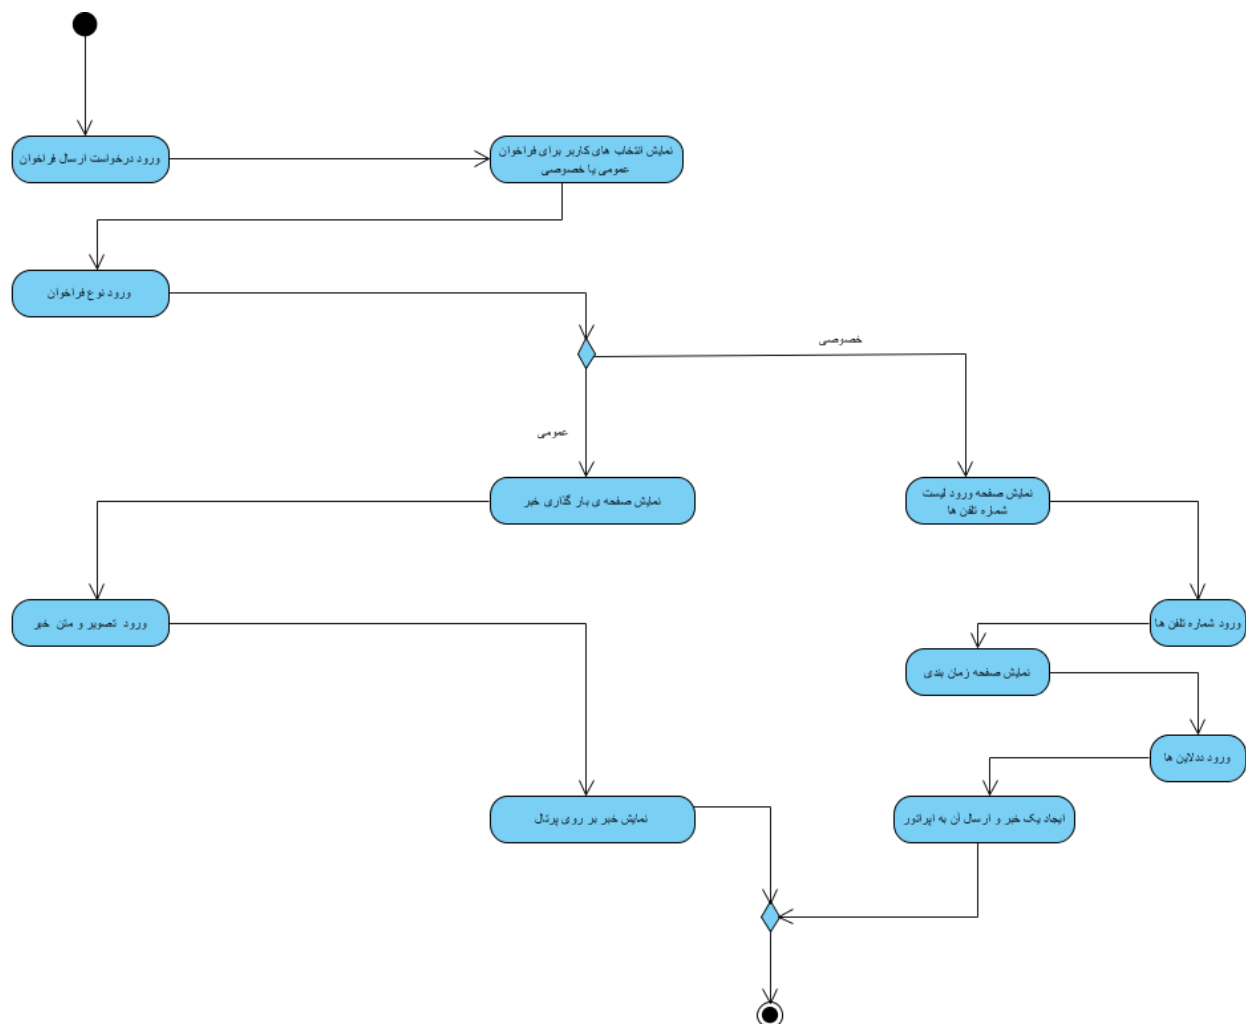 ورود درخواست ارسال فراخوان
نمایش انتخاب های کاربر برای فراخوان
عمومی یا خصوصی
ورود نوع فراخوان
خصوصی
عمومی
نمایش صفحه ی بار گذاری خبر
نمایش صفحه ورود لیست
شماره تلفن ها
ورود تصویر و متن خبر
ورود شماره تلفن ها
نمایش صفحه زمان بندی
ورود ددلاین ها
نمایش خبر بر روی پرتال
ایجاد یک خبر و ارسال آن به اپراتور